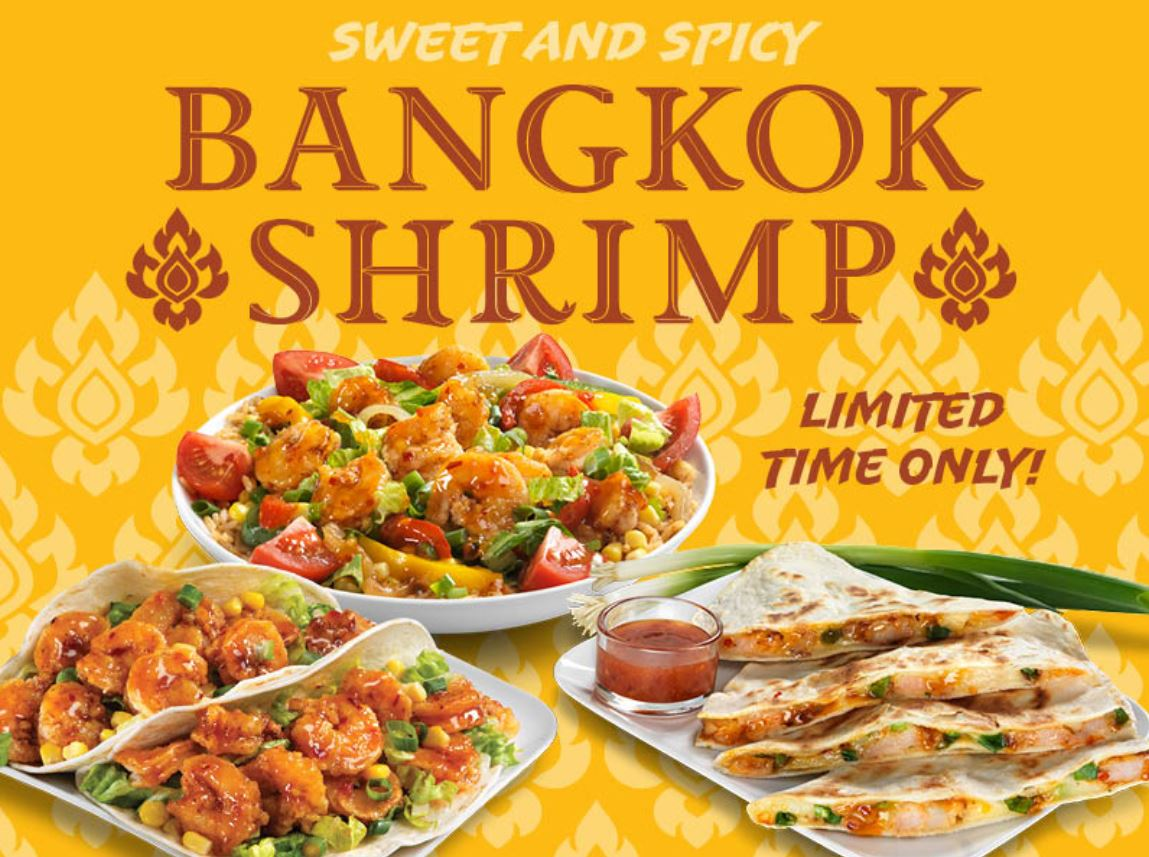 SWEET AND SPICY
BANGKOK
SHRIMP
LIMITED
TIME ONLY!